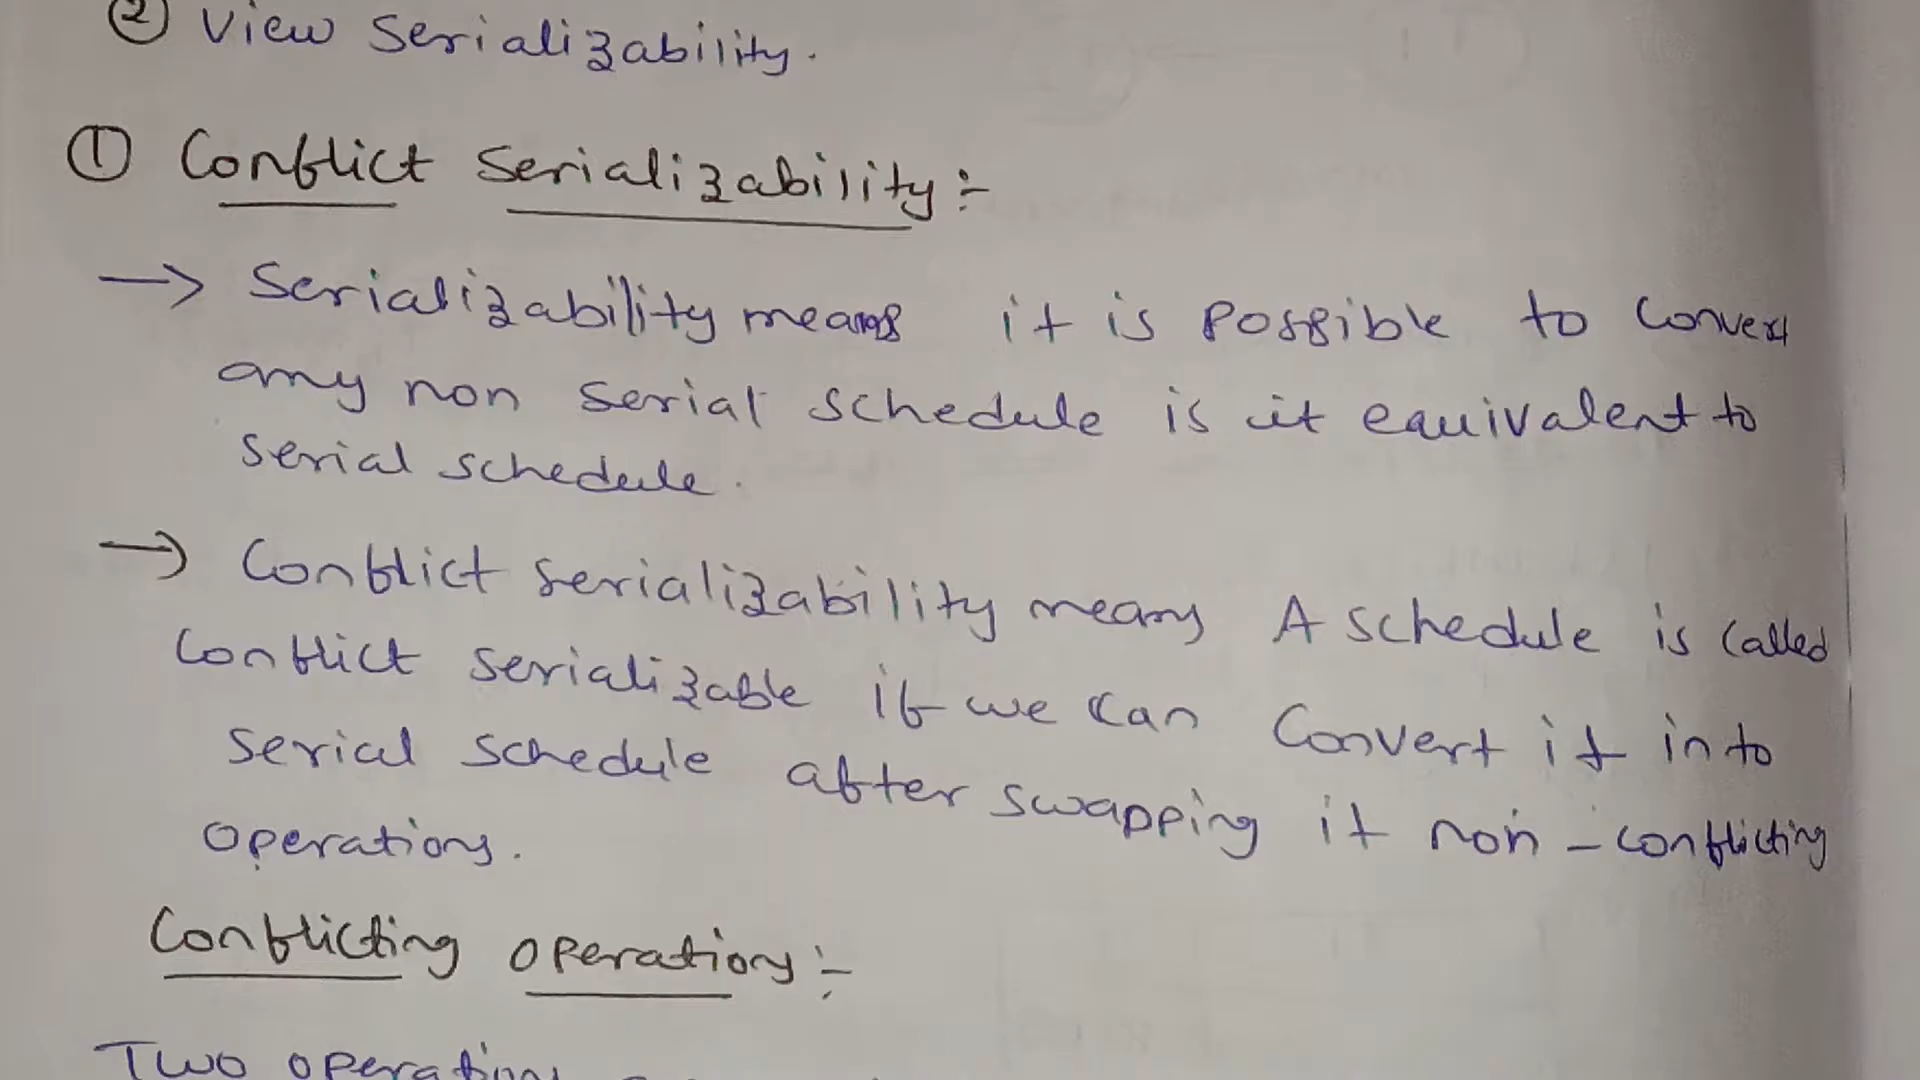 ② View Serializability.
① Conflict Serializability:-
→ Serializability means it is possible to convert
any non serial schedule is it equivalent to
serial schedule.
→ Conflict serializability means A schedule is called
Conflict serializable if we can Convert it into
serial schedule after swapping it non-conflicting
operations.
Conflicting operations:-
Two operations